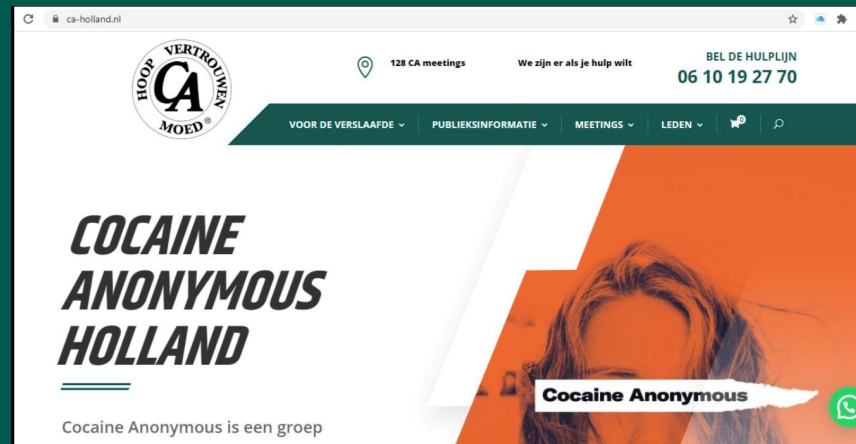 ca-holland.nl
HOOP VERTROUWEN MOED®
CA
128 CA meetings
We zijn er als je hulp wilt
BEL DE HULPLIJN
06 10 19 27 70
VOOR DE VERSLAAFDE
PUBLIEKSINFORMATIE
MEETINGS
LEDEN
0
COCAINE
ANONYMOUS
HOLLAND
Cocaine Anonymous
Cocaine Anonymous is een groep